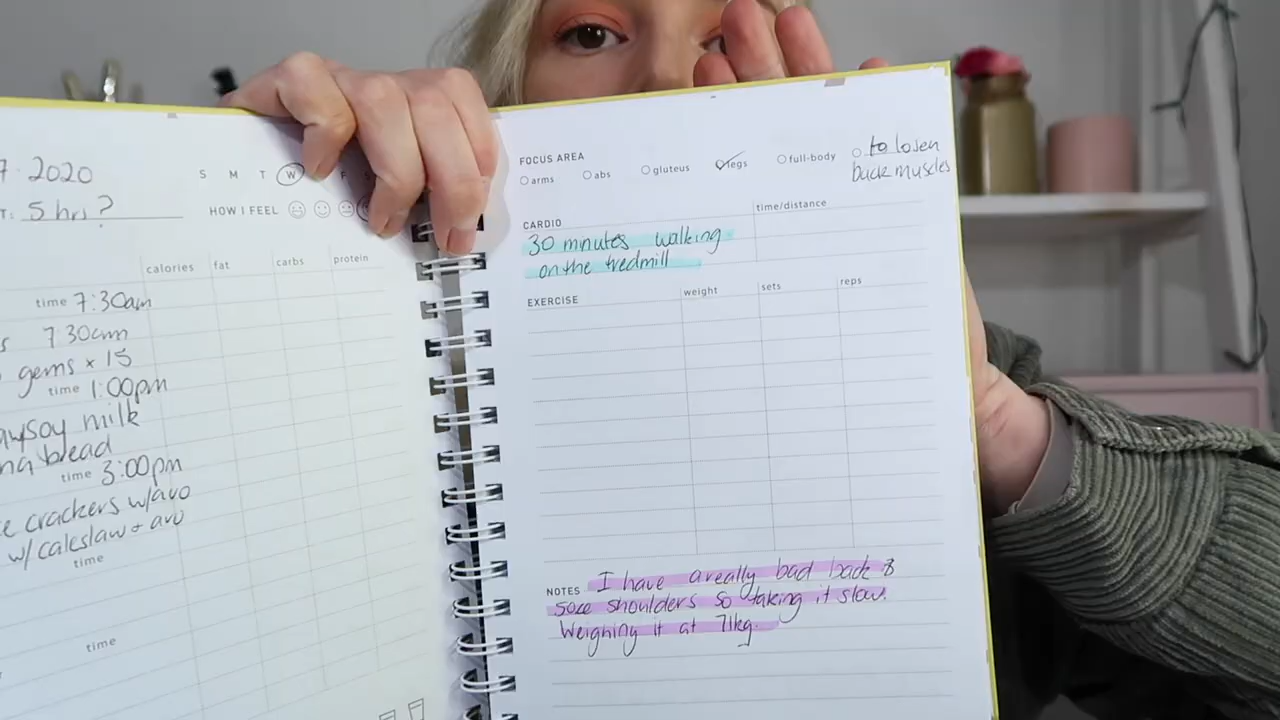 7.2020
S M T W F S
T: 5 hrs?
HOW I FEEL
calories fat carbs protein
time 7:30am
s 7 30am
gems x 15
time 1:00pm
soy milk
bread
time 3:00pm
crackers w/avo
w/ caleslaw + avo
time
time
FOCUS AREA
arms abs gluteus legs full-body to losen
back muscles
CARDIO time/distance
30 minutes walking
on the tredmill
EXERCISE weight sets reps
NOTES I have a really bad back &
sore shoulders so taking it slow.
Weighing it at 71kg.